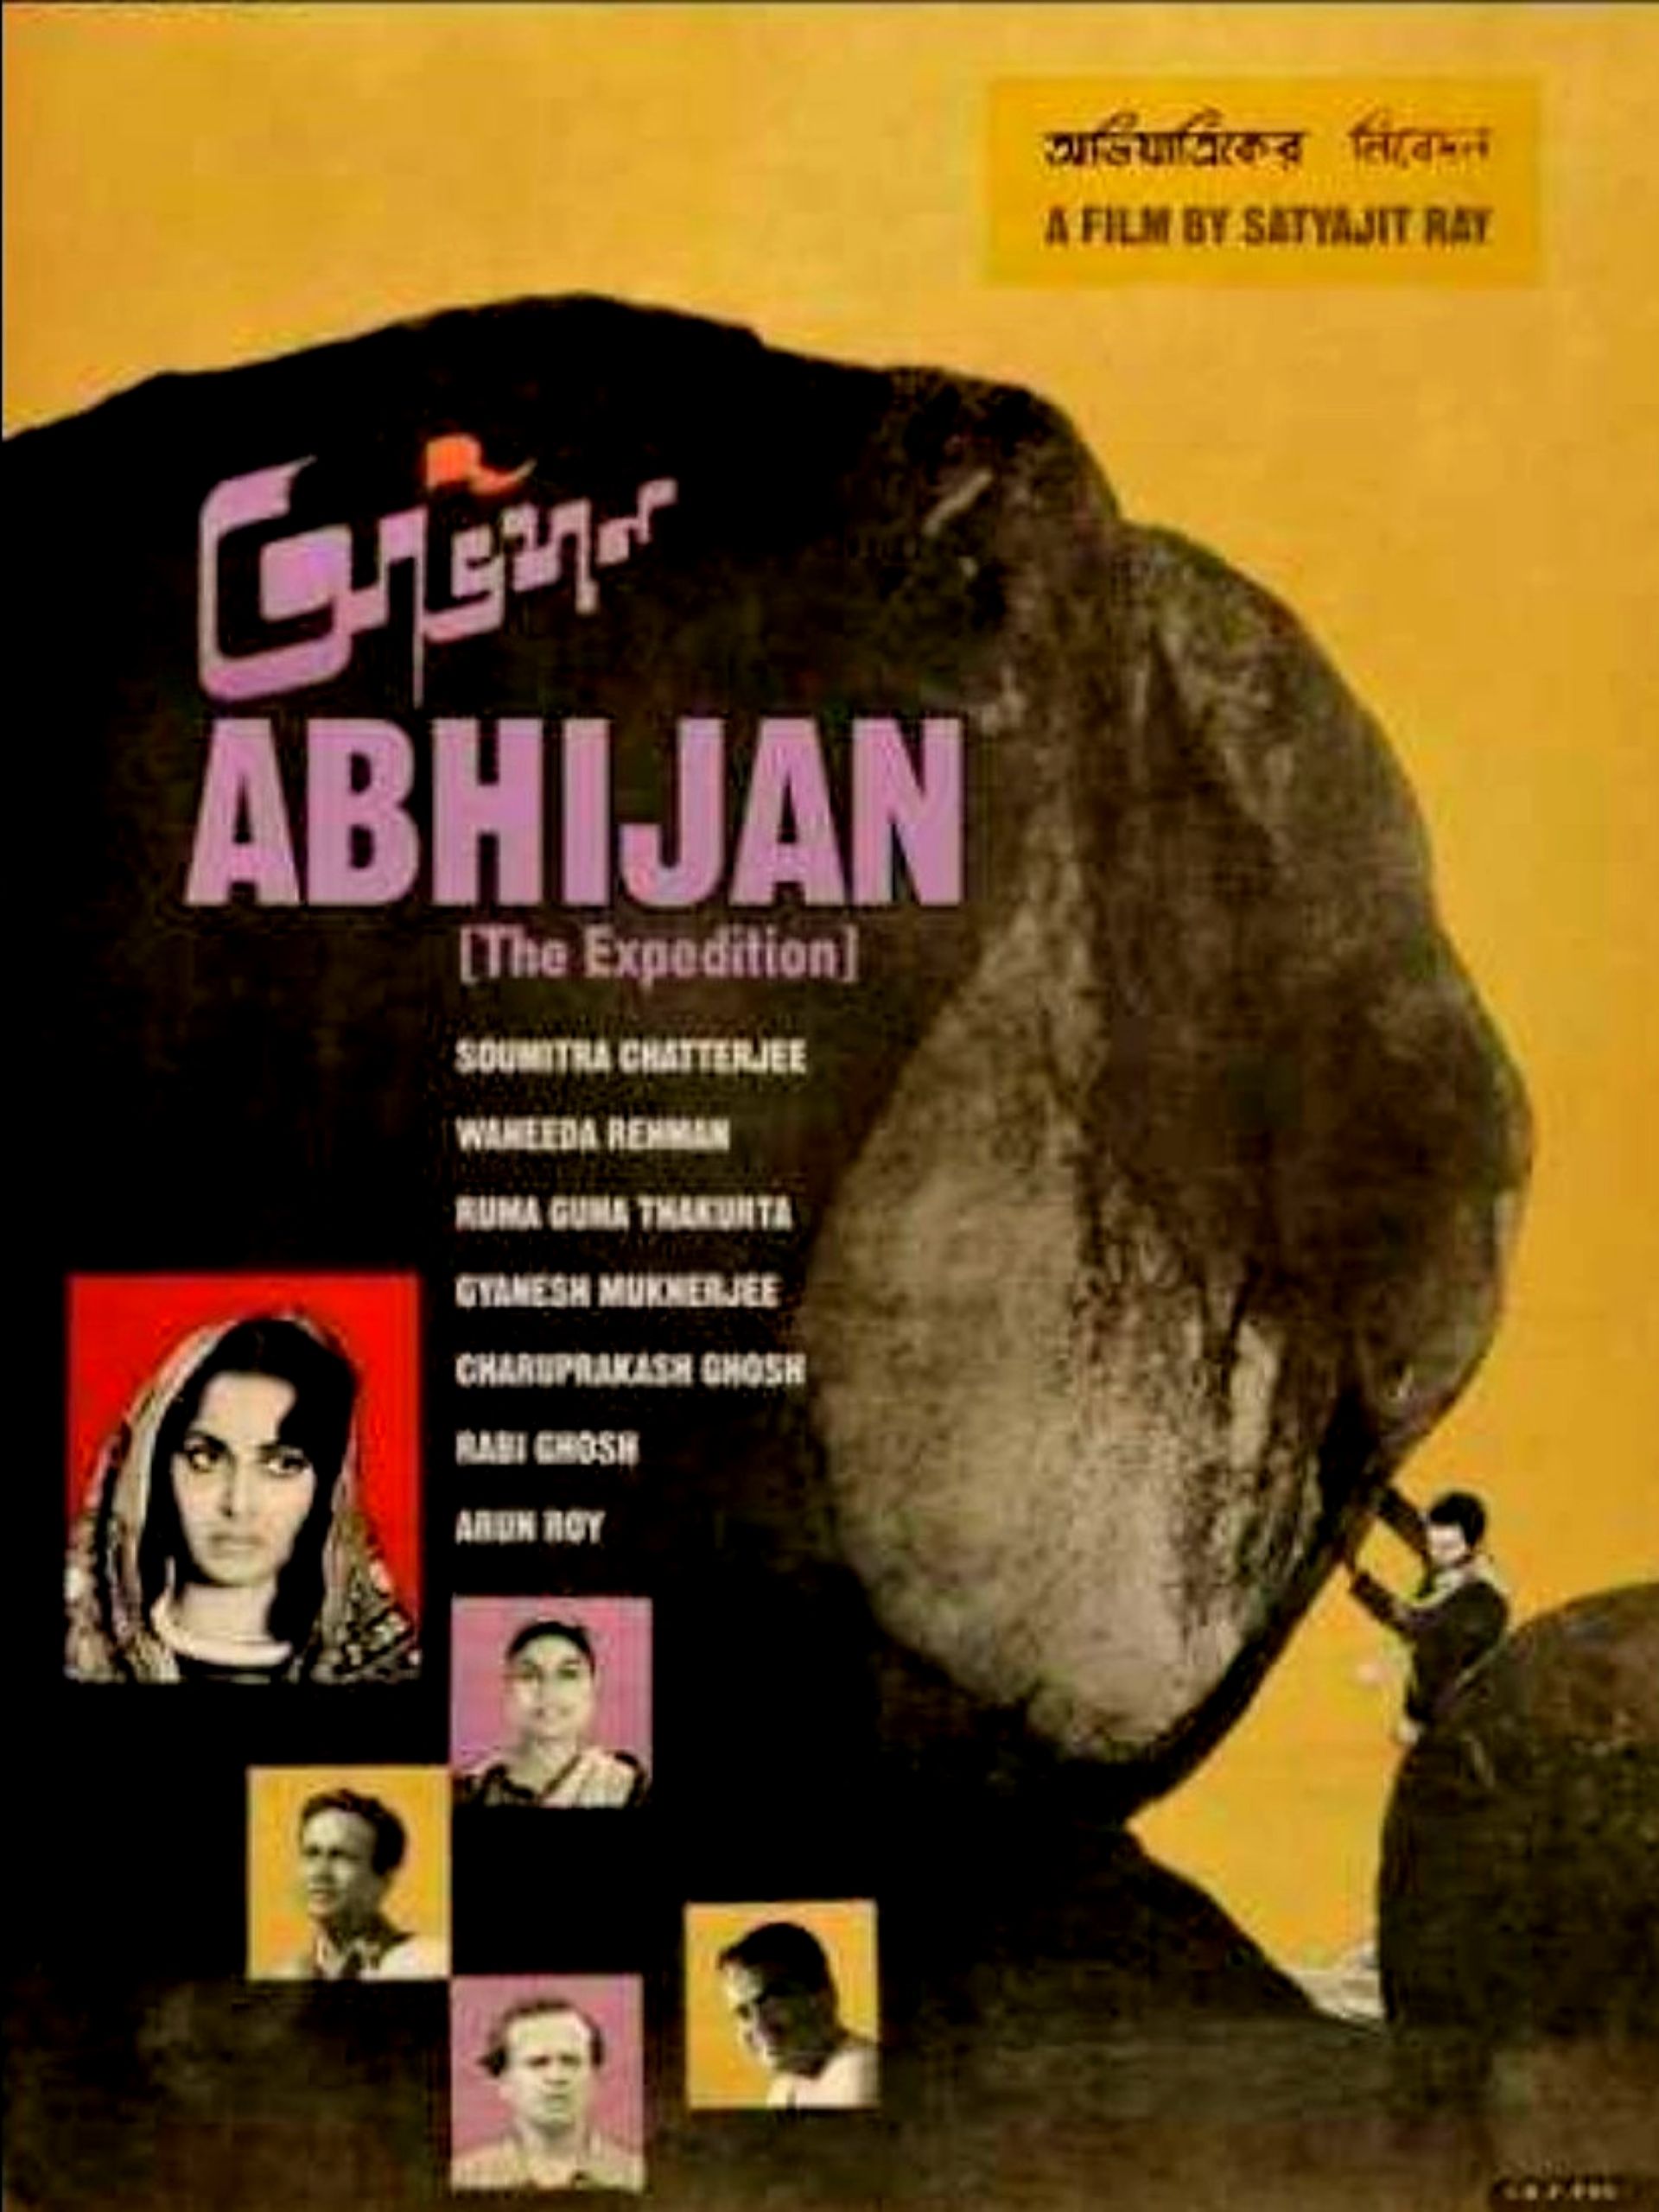 অভিযাত্রিকের নিবেদন
A FILM BY SATYAJIT RAY
অভিযান
ABHIJAN
[The Expedition]
SOUMITRA CHATTERJEE
WAHEEDA REHMAN
RUMA GUHA THAKURTA
GYANESH MUKHERJEE
CHARUPRAKASH GHOSH
RABI GHOSH
ARUN ROY